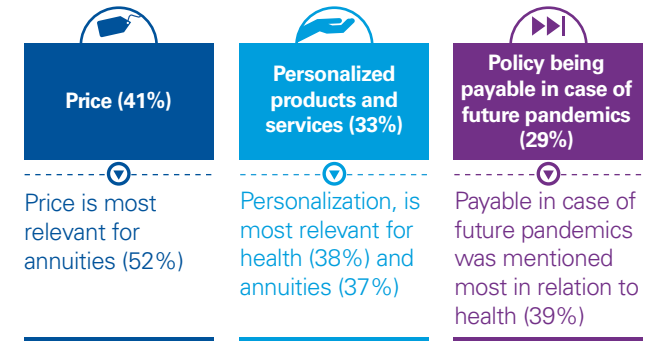 Price (41%)
Price is most
relevant for
annuities (52%)
Personalized
products and
services (33%)
Personalization, is
most relevant for
health (38%) and
annuities (37%)
Policy being
payable in case of
future pandemics
(29%)
Payable in case of
future pandemics
was mentioned
most in relation to
health (39%)